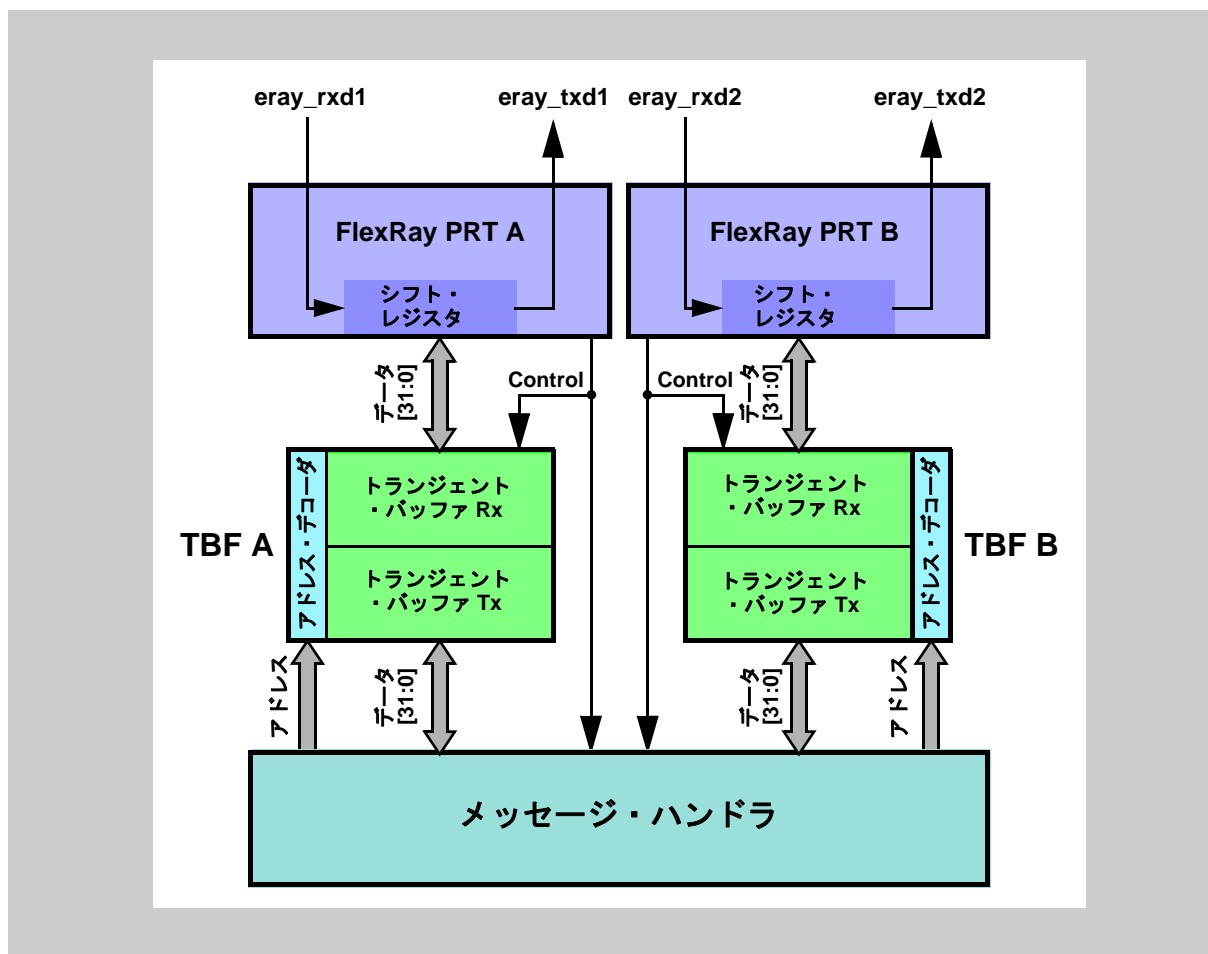 eray_rxd1
eray_txd1
eray_rxd2
eray_txd2
FlexRay PRT A
FlexRay PRT B
シフト・
レジスタ
シフト・
レジスタ
データ
[31:0]
Control
Control
データ
[31:0]
TBF A
アドレス・デコーダ
トランジェント
・バッファ Rx
トランジェント
・バッファ Tx
トランジェント
・バッファ Rx
トランジェント
・バッファ Tx
アドレス・デコーダ
TBF B
アドレス
データ
[31:0]
データ
[31:0]
アドレス
メッセージ・ハンドラ